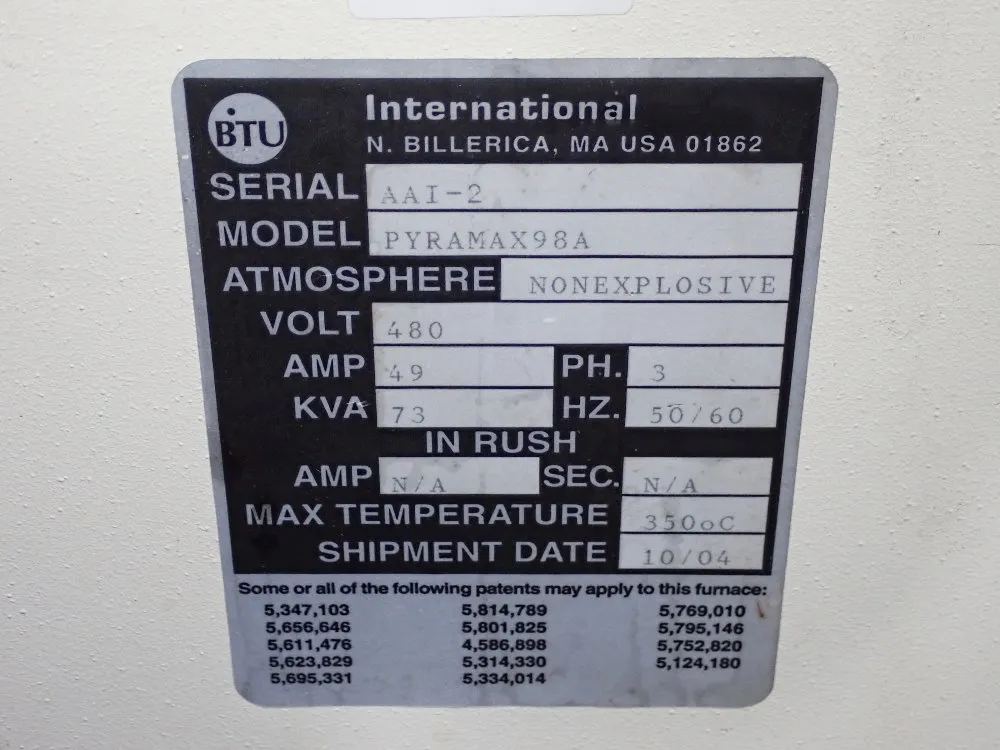 BTU International
N. BILLERICA, MA USA 01862
SERIAL AAI-2
MODEL PYRAMAX98A
ATMOSPHERE NONEXPLOSIVE
VOLT 480
AMP 49 PH. 3
KVA 73 HZ. 50/60
IN RUSH
AMP N/A SEC. N/A
MAX TEMPERATURE 350oC
SHIPMENT DATE 10/04
Some or all of the following patents may apply to this furnace:
5,347,103 5,814,789 5,769,010
5,656,646 5,801,825 5,795,146
5,611,476 4,586,898 5,752,820
5,623,829 5,314,330 5,124,180
5,695,331 5,334,014